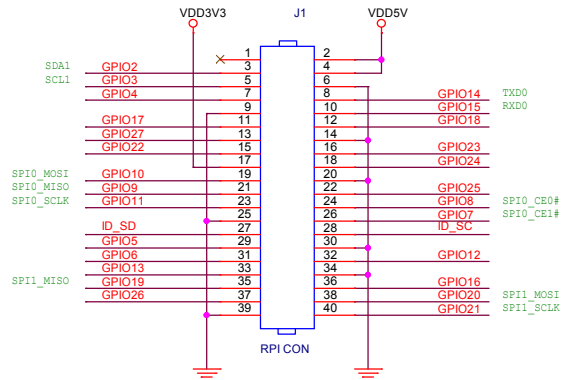 VDD3V3 J1 VDD5V
1 2
SDA1 GPIO2 3 4
SCL1 GPIO3 5 6
GPIO4 7 8 GPIO14 TXD0
9 10 GPIO15 RXD0
GPIO17 11 12 GPIO18
GPIO27 13 14
GPIO22 15 16 GPIO23
17 18 GPIO24
SPI0_MOSI GPIO10 19 20
SPI0_MISO GPIO9 21 22 GPIO25
SPI0_SCLK GPIO11 23 24 GPIO8 SPI0_CE0#
25 26 GPIO7 SPI0_CE1#
ID_SD 27 28 ID_SC
GPIO5 29 30
GPIO6 31 32 GPIO12
GPIO13 33 34
SPI1_MISO GPIO19 35 36 GPIO16
GPIO26 37 38 GPIO20 SPI1_MOSI
39 40 GPIO21 SPI1_SCLK
RPI CON